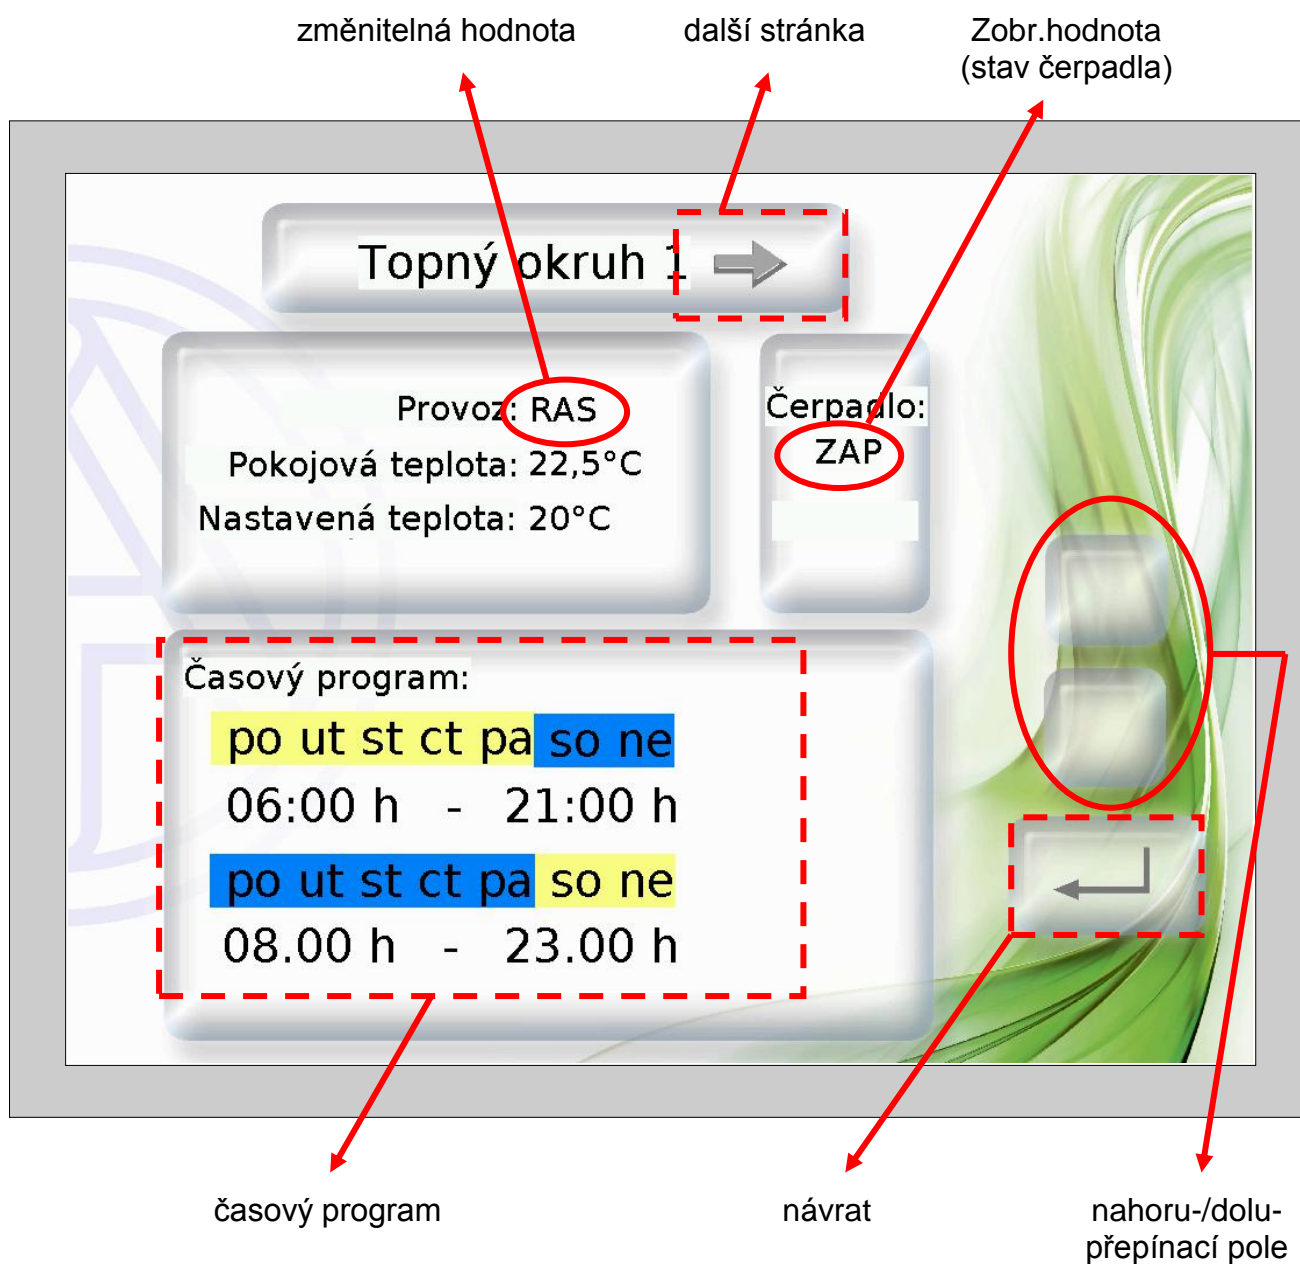 změnitelná hodnota
další stránka
Zobr.hodnota
(stav čerpadla)
Topný okruh 1
Provoz: RAS
Pokojová teplota: 22,5°C
Nastavená teplota: 20°C
Čerpadlo:
ZAP
Časový program:
po ut st ct pa so ne
06:00 h - 21:00 h
po ut st ct pa so ne
08.00 h - 23.00 h
časový program
návrat
nahoru-/dolu-
přepínací pole